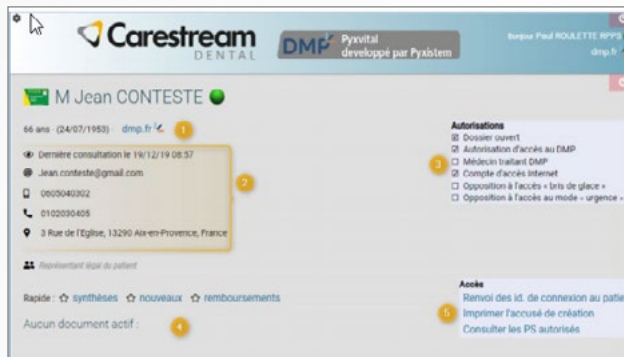 Carestream
DENTAL
DMP
Pyxvital
developpé par Pyxistem
Bonjour Paul ROULETTE RPPS
dmp.fr
M Jean CONTESTE
66 ans - (24/07/1953) - dmp.fr
1
Dernière consultation le 19/12/19 08:57
Jean.conteste@gmail.com
0605040302
0102030405
3 Rue de l'Eglise, 13290 Aix-en-Provence, France
2
Représentant légal du patient
Rapide : synthèses nouveaux remboursements
Aucun document actif :
4
Autorisations
Dossier ouvert
Autorisation d'accès au DMP
Médecin traitant DMP
Compte d'accès internet
Opposition à l'accès « bris de glace »
Opposition à l'accès au mode « urgence »
3
Accès
Renvoi des id. de connexion au patie
Imprimer l'accusé de création
Consulter les PS autorisés
5